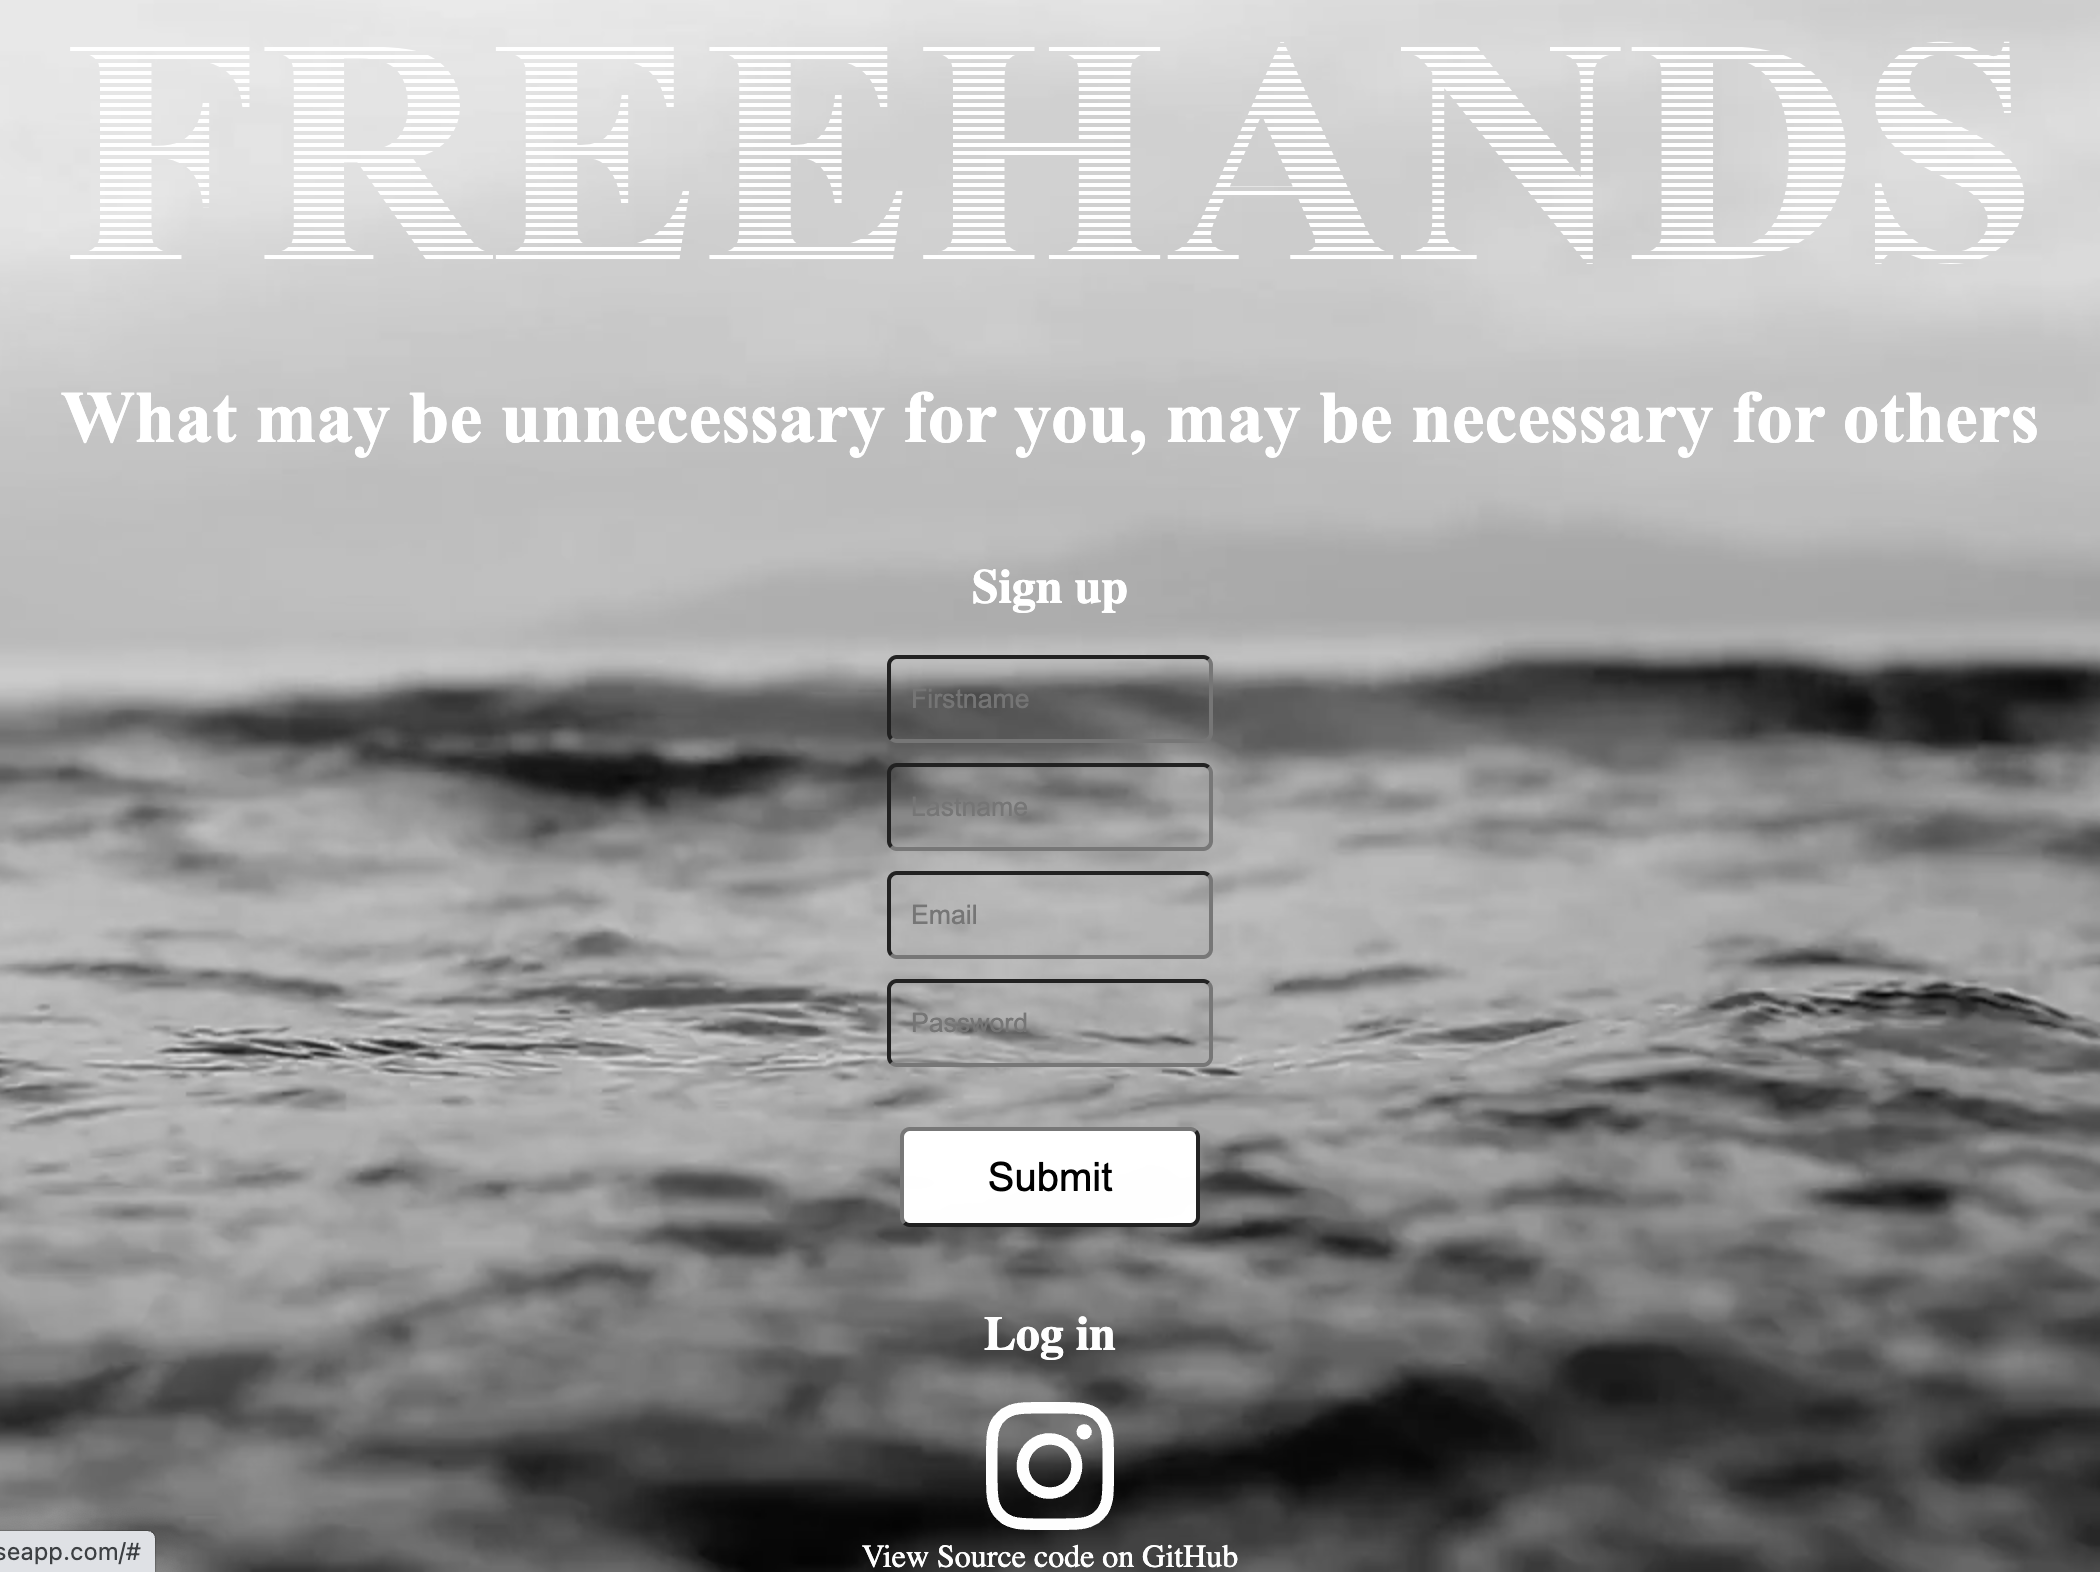 FREEHANDS
What may be unnecessary for you, may be necessary for others
Sign up
Firstname
Lastname
Email
Password
Submit
Log in
View Source code on GitHub
seapp.com/#